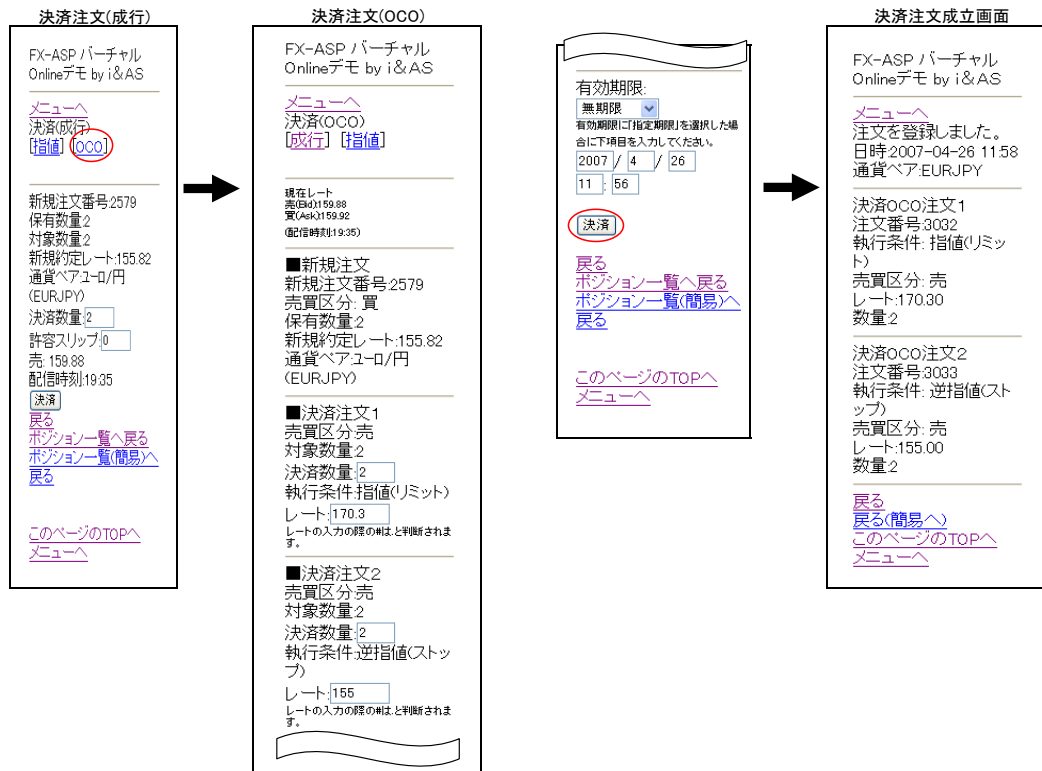 決済注文(成行)
FX-ASP バーチャル
Onlineデモ by i&AS
メニューへ
決済(成行)
[指値] [OCO]
新規注文番号:2579
保有数量:2
対象数量:2
新規約定レート:155.82
通貨ペア:ユーロ/円
(EURJPY)
決済数量:2
許容スリップ:0
売: 159.88
配信時刻:19:35
決済
戻る
ポジション一覧へ戻る
ポジション一覧(簡易)へ
戻る
このページのTOPへ
メニューへ
決済注文(OCO)
FX-ASP バーチャル
Onlineデモ by i&AS
メニューへ
決済(OCO)
[成行] [指値]
現在レート
売(Bid):159.88
買(Ask):159.92
(配信時刻:19:35)
■新規注文
新規注文番号:2579
売買区分: 買
保有数量:2
新規約定レート:155.82
通貨ペア:ユーロ/円
(EURJPY)
■決済注文1
売買区分:売
対象数量:2
決済数量:2
執行条件:指値(リミット)
レート:170.3
レートの入力の際の#は.と判断されま
す。
■決済注文2
売買区分:売
対象数量:2
決済数量:2
執行条件:逆指値(ストッ
プ)
レート:155
レートの入力の際の#は.と判断されま
す。
有効期限:
無期限
有効期限に「指定期限」を選択した場
合に下項目を入力してください。
2007 / 4 / 26
11 : 56
決済
戻る
ポジション一覧へ戻る
ポジション一覧(簡易)へ
戻る
このページのTOPへ
メニューへ
決済注文成立画面
FX-ASP バーチャル
Onlineデモ by i&AS
メニューへ
注文を登録しました。
日時:2007-04-26 11:58
通貨ペア:EURJPY
決済OCO注文1
注文番号:3032
執行条件: 指値(リミッ
ト)
売買区分: 売
レート:170.30
数量:2
決済OCO注文2
注文番号:3033
執行条件: 逆指値(スト
ップ)
売買区分: 売
レート:155.00
数量:2
戻る
戻る(簡易へ)
このページのTOPへ
メニューへ